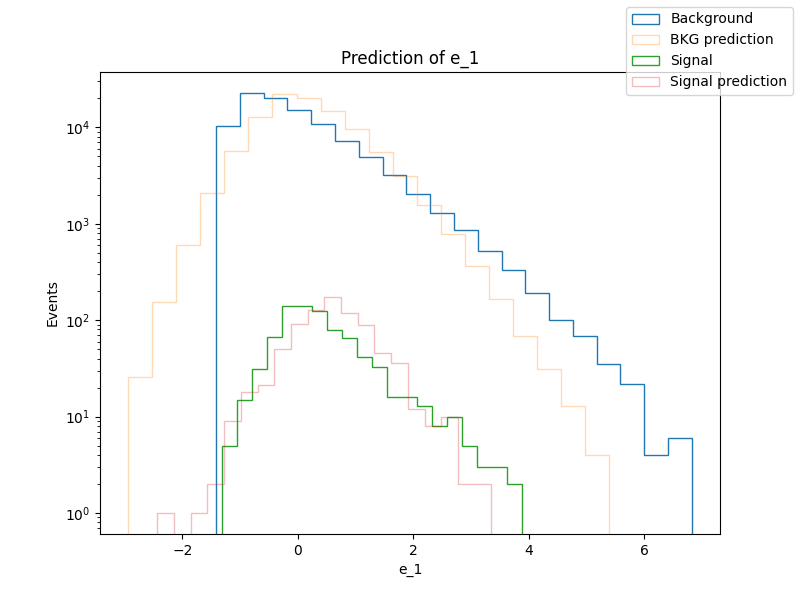 Prediction of e_1
Background
BKG prediction
Signal
Signal prediction
Events
10^4
10^3
10^2
10^1
10^0
−2
0
2
4
6
e_1